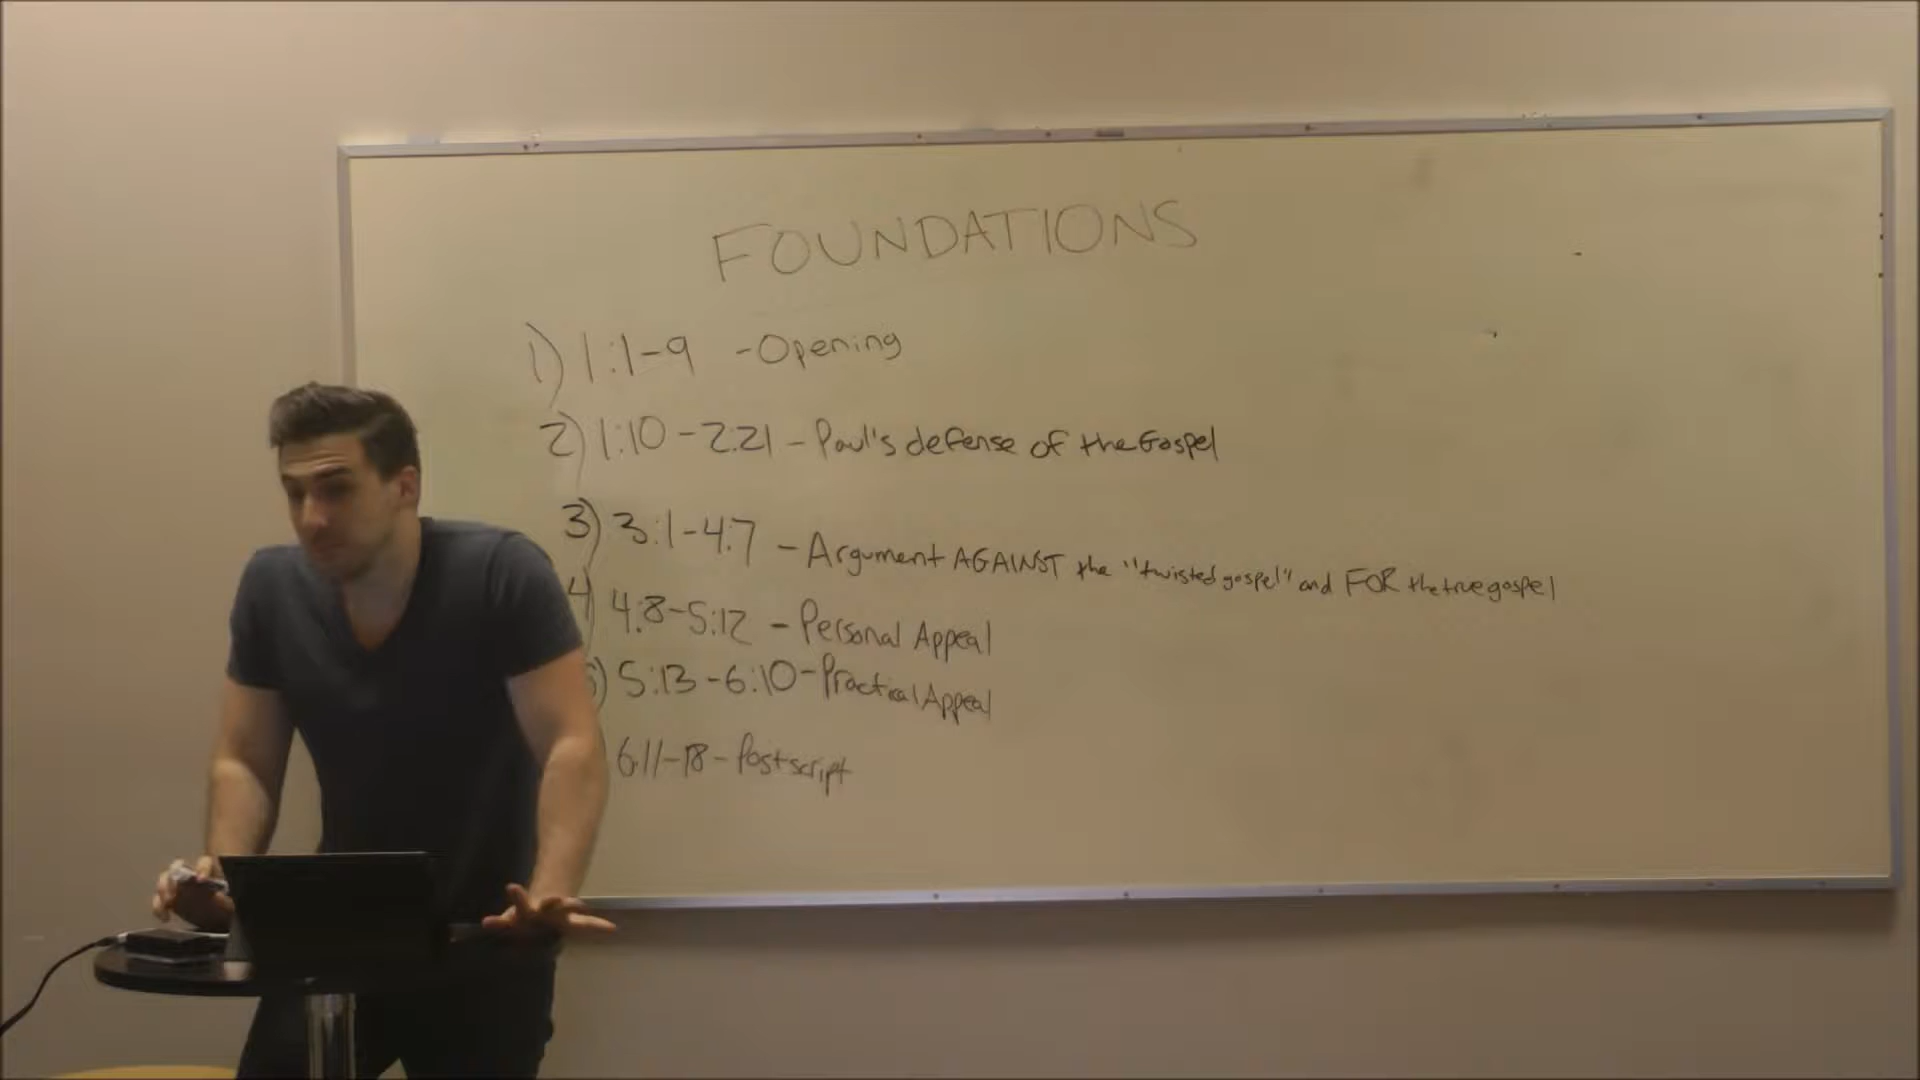 FOUNDATIONS
1) 1:1-9 - Opening
2) 1:10 - 2:21 - Paul's defense of the Gospel
3) 3:1-4:7 - Argument AGAINST the "twisted gospel" and FOR the true gospel
4) 4:8-5:12 - Personal Appeal
) 5:13-6:10 - Practical Appeal
6:11-18 - Postscript